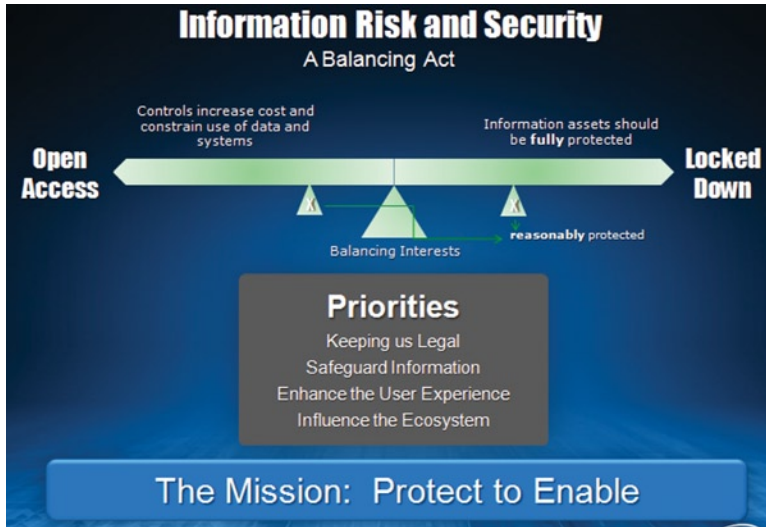 Information Risk and Security
A Balancing Act
Controls increase cost and
constrain use of data and
systems
Information assets should
be fully protected
Open
Access
Locked
Down
X
X
reasonably protected
Balancing Interests
Priorities
Keeping us Legal
Safeguard Information
Enhance the User Experience
Influence the Ecosystem
The Mission: Protect to Enable